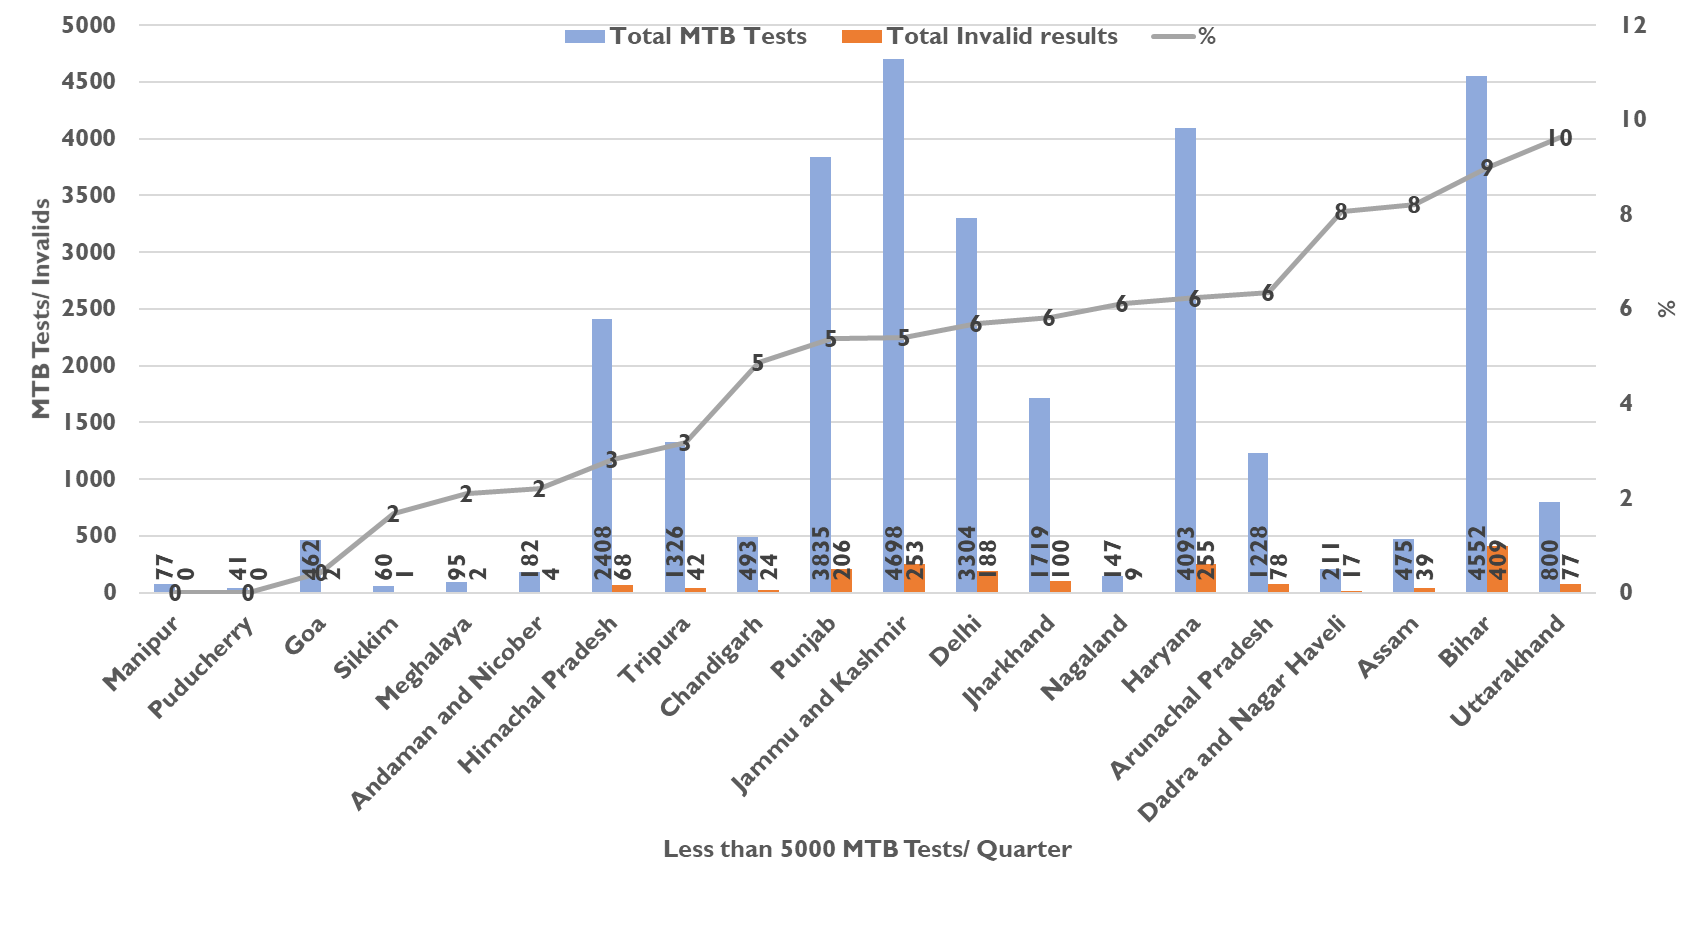 Total MTB Tests Total Invalid results %
5000
4500
4000
3500
3000
2500
2000
1500
1000
500
0
12
10
8
6
4
2
0
MTB Tests/ Invalids
%
0 0 0 2 2 2 3 3 5 5 5 6 6 6 6 6 8 8 9 10
77 0
41 0
462 2
60 1
95 2
182 4
2408 68
1326 42
493 24
3835 206
4698 253
3304 188
1719 100
147 9
4093 255
1228 78
211 17
475 39
4552 409
800 77
Manipur
Puducherry
Goa
Sikkim
Meghalaya
Andaman and Nicober
Himachal Pradesh
Tripura
Chandigarh
Punjab
Jammu and Kashmir
Delhi
Jharkhand
Nagaland
Haryana
Arunachal Pradesh
Dadra and Nagar Haveli
Assam
Bihar
Uttarakhand
Less than 5000 MTB Tests/ Quarter